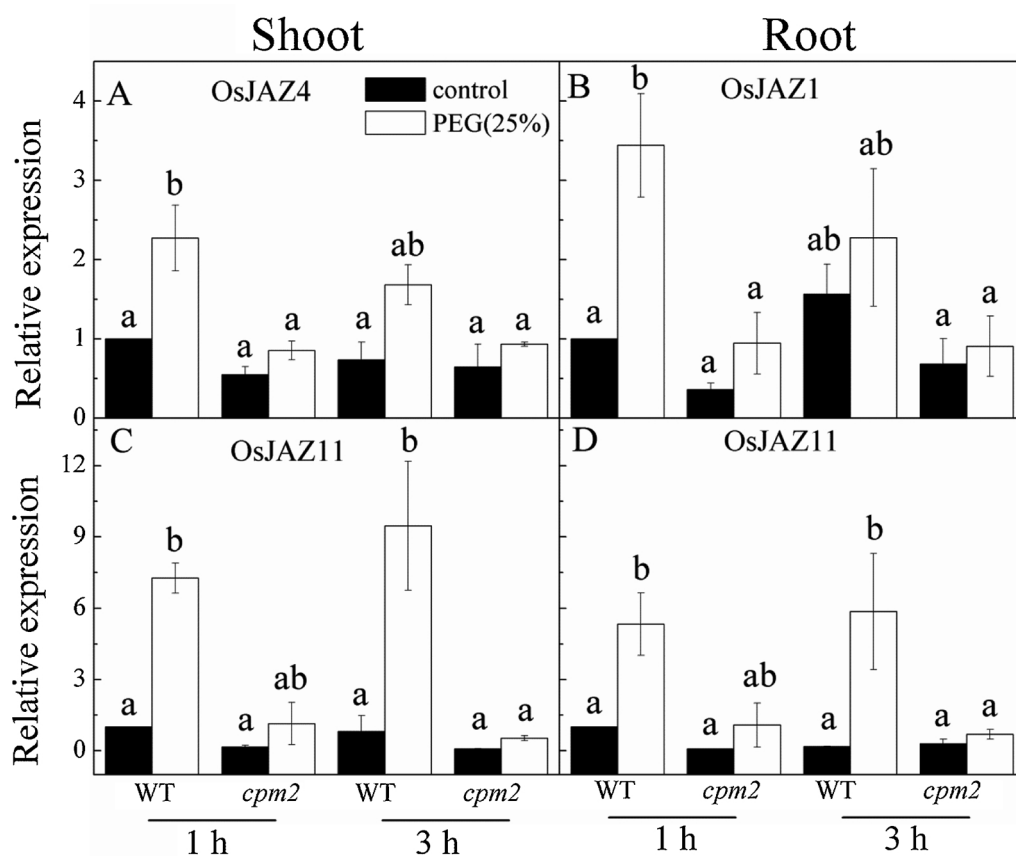 Shoot Root
A OsJAZ4 control PEG(25%)
B OsJAZ1
Relative expression
4
3
2
1
0
a b a a a ab a a
a b a a ab ab a a
C OsJAZ11
D OsJAZ11
Relative expression
12
9
6
3
0
a b a ab a b a a
a b a ab a b a a
WT cpm2 WT cpm2 WT cpm2 WT cpm2
1 h 3 h 1 h 3 h